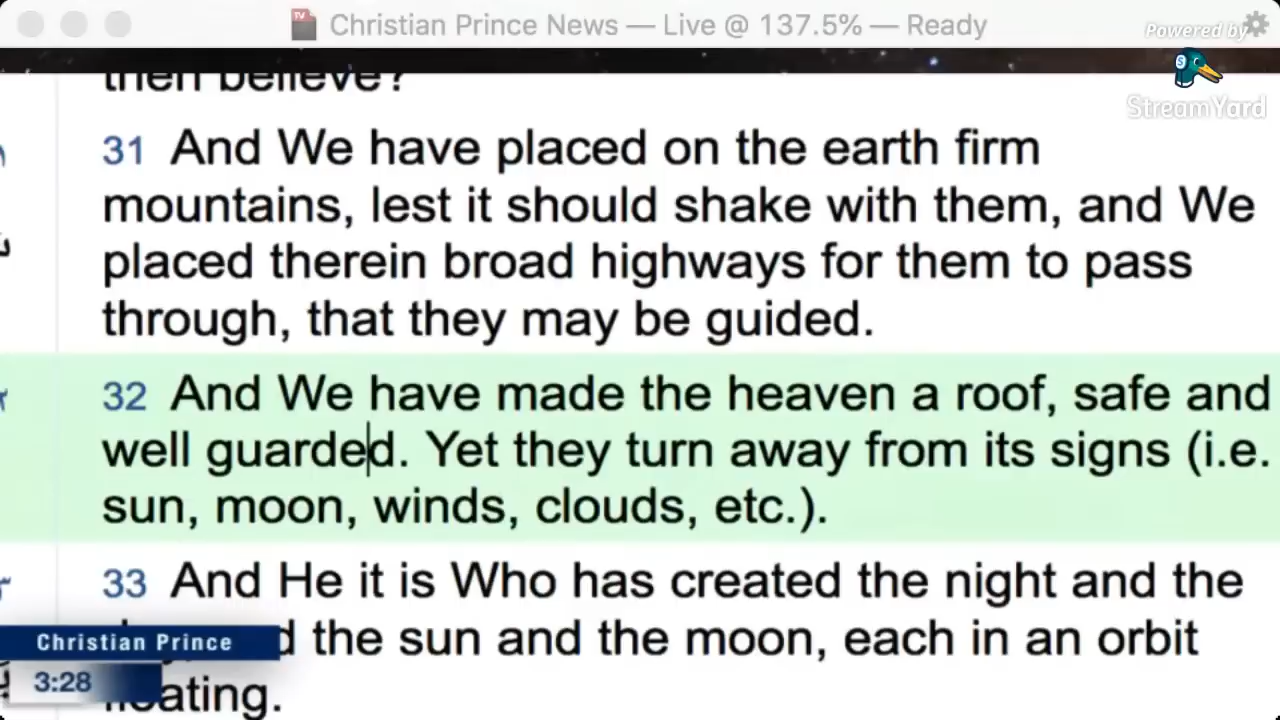 Christian Prince News — Live @ 137.5% — Ready
Powered by
StreamYard
then believe?
31 And We have placed on the earth firm
mountains, lest it should shake with them, and We
placed therein broad highways for them to pass
through, that they may be guided.
32 And We have made the heaven a roof, safe and
well guarded. Yet they turn away from its signs (i.e.
sun, moon, winds, clouds, etc.).
33 And He it is Who has created the night and the
the sun and the moon, each in an orbit
floating.
Christian Prince
3:28